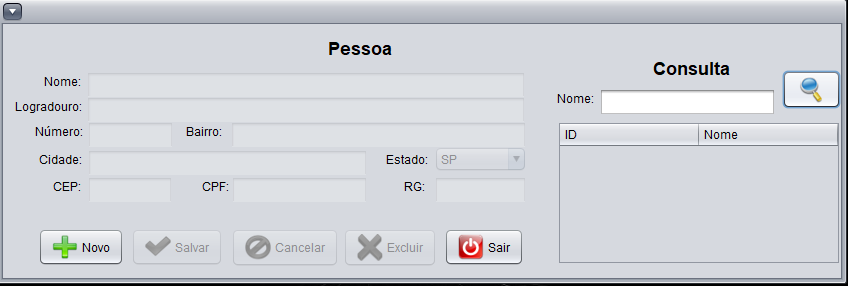 Pessoa
Nome:
Logradouro:
Número: Bairro:
Cidade: Estado: SP
CEP: CPF: RG:
Novo Salvar Cancelar Excluir Sair
Consulta
Nome:
ID Nome